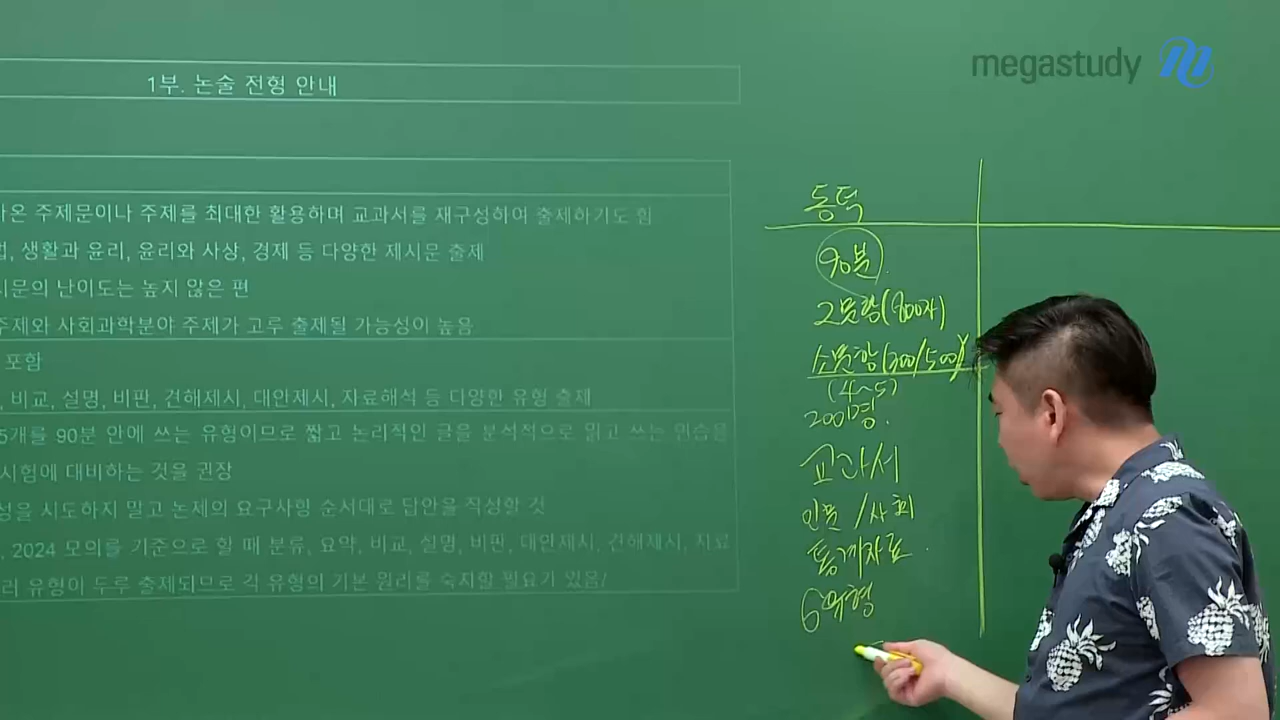 megastudy
1부. 논술 전형 안내
나온 주제문이나 주제를 최대한 활용하며 교과서를 재구성하여 출제하기도 함
법, 생활과 윤리, 윤리와 사상, 경제 등 다양한 제시문 출제
시문의 난이도는 높지 않은 편
주제와 사회과학분야 주제가 고루 출제될 가능성이 높음
포함
, 비교, 설명, 비판, 견해제시, 대안제시, 자료해석 등 다양한 유형 출제
5개를 90분 안에 쓰는 유형이므로 짧고 논리적인 글을 분석적으로 읽고 쓰는 연습을
시험에 대비하는 것을 권장
성을 시도하지 말고 논제의 요구사항 순서대로 답안을 작성할 것
, 2024 모의를 기준으로 할 때 분류, 요약, 비교, 설명, 비판, 대안제시, 견해제시, 자료
리 유형이 두루 출제되므로 각 유형의 기본 원리를 숙지할 필요가 있음!
동덕
90분
2문항(800자)
소문항(300/500)
(4~5)
200명.
교과서
인문/사회
통계자료.
6유형